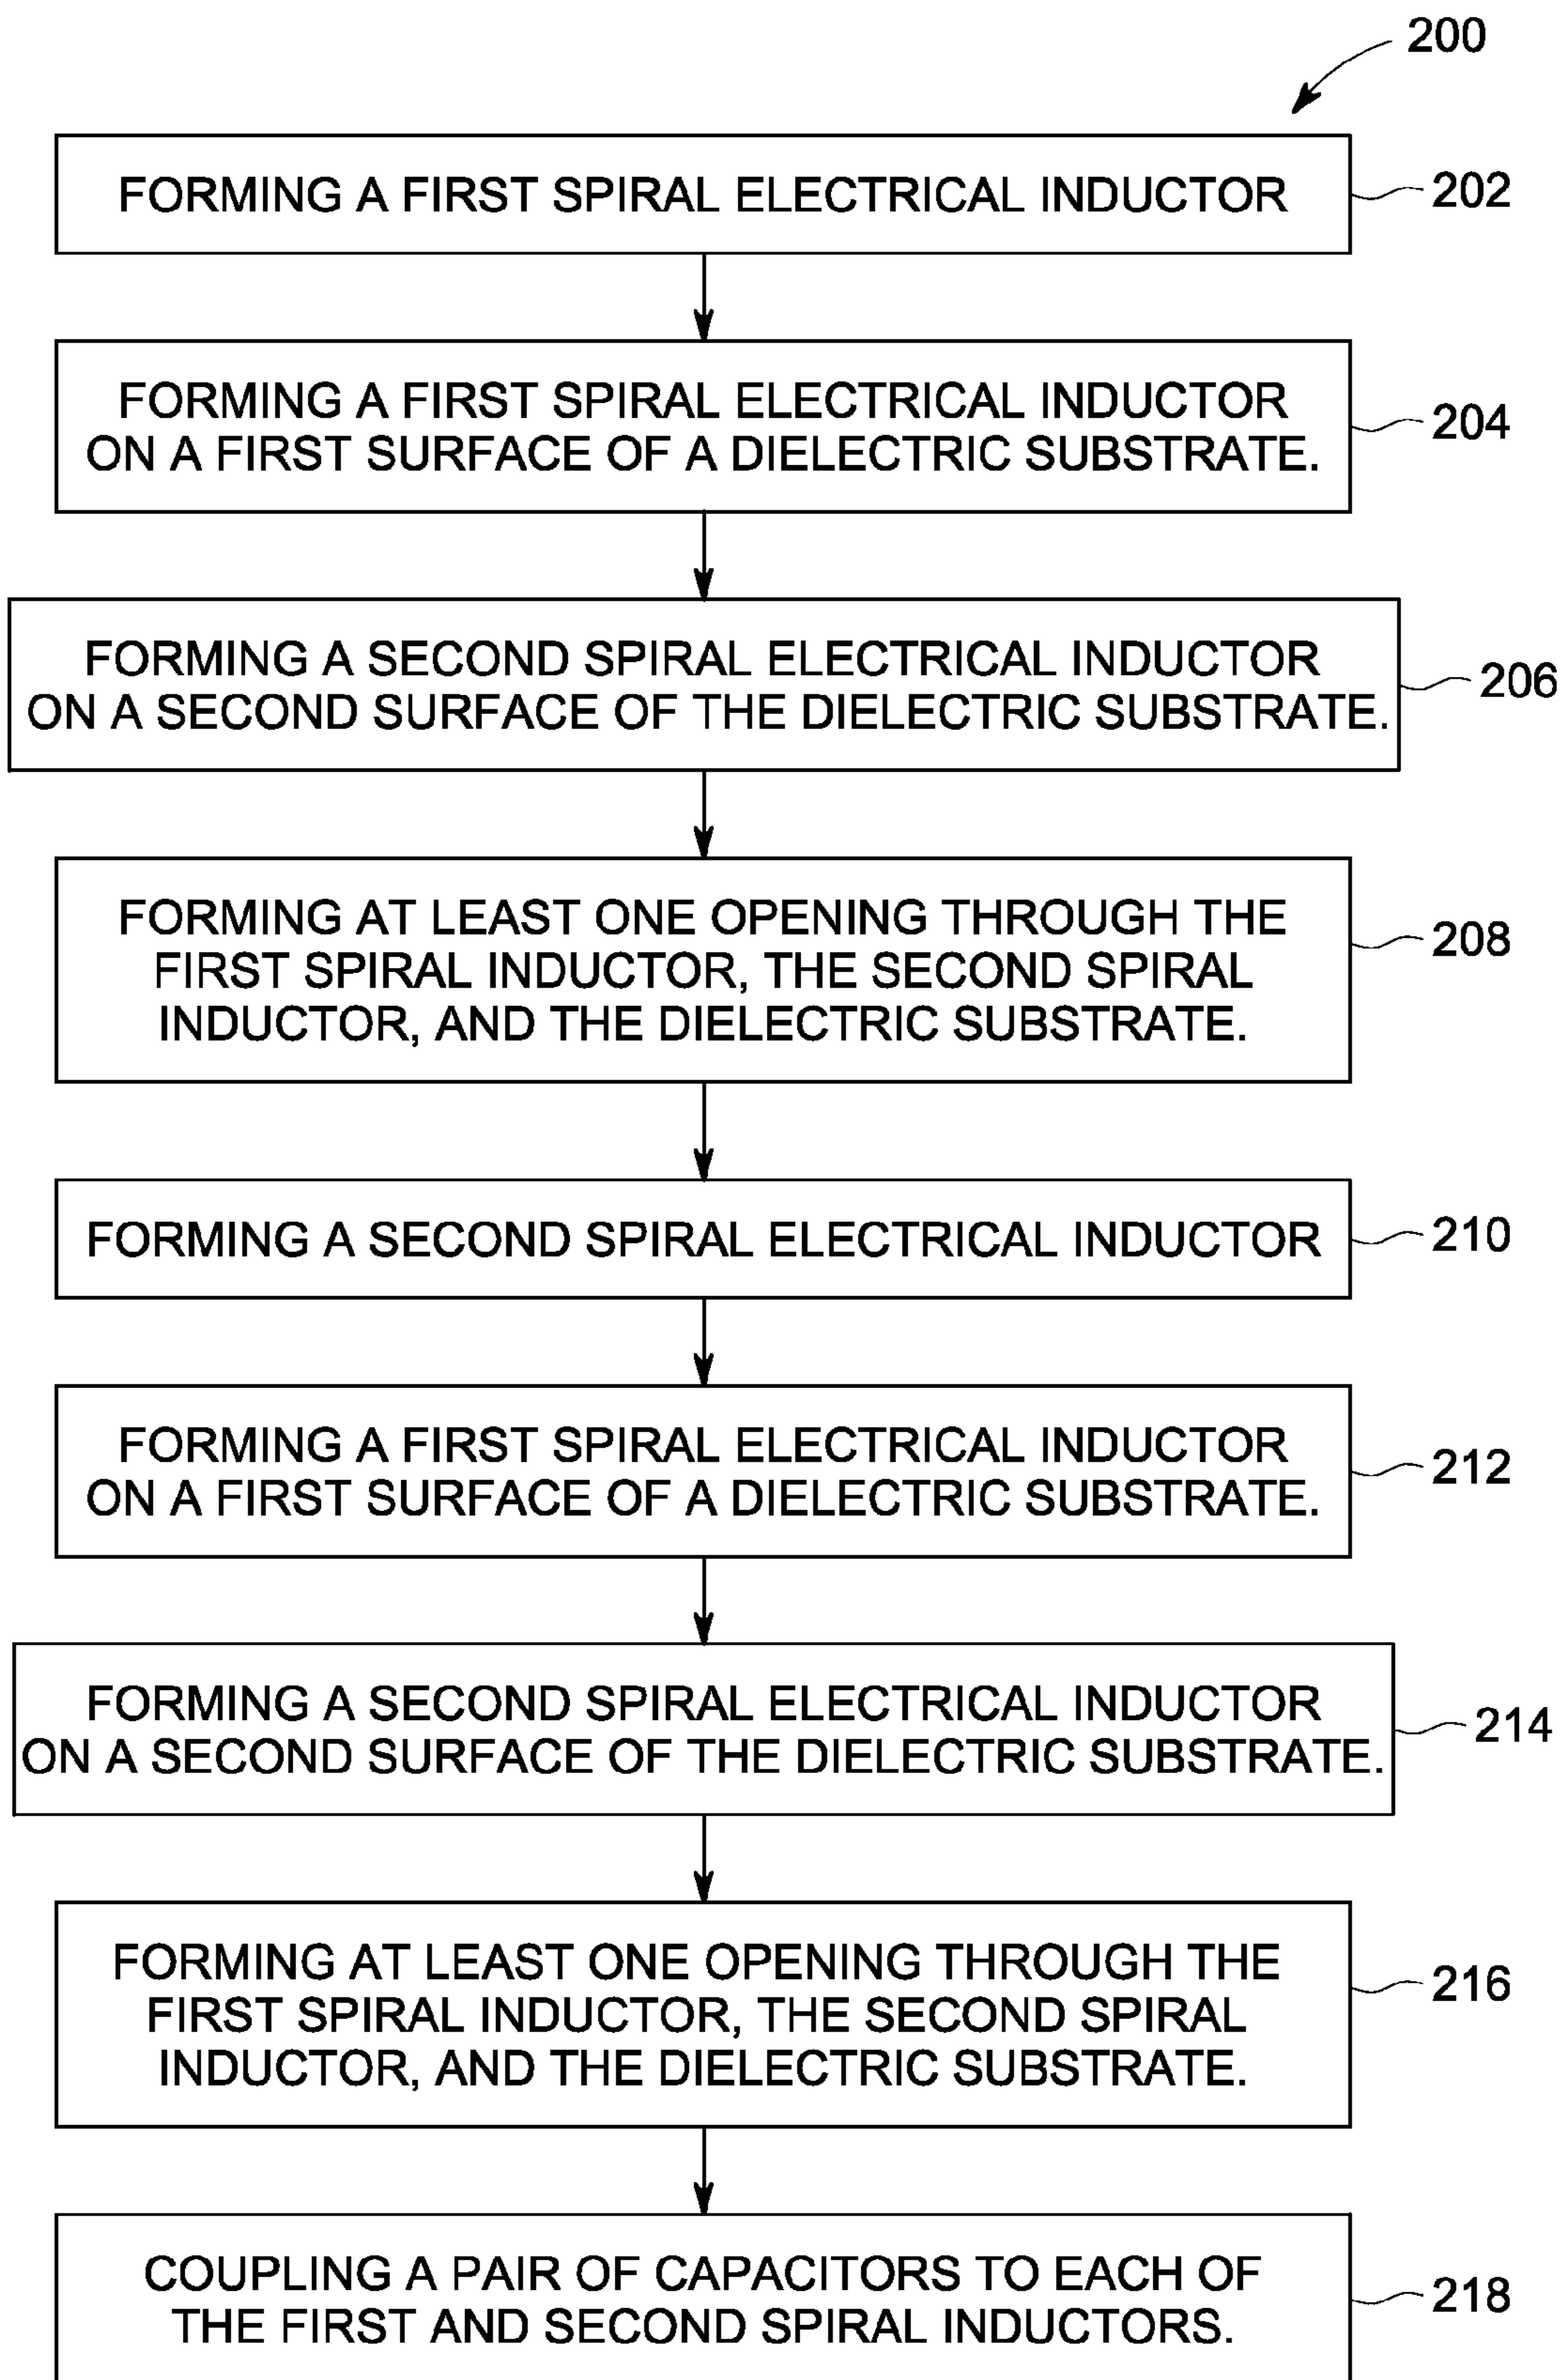 200
FORMING A FIRST SPIRAL ELECTRICAL INDUCTOR
202
FORMING A FIRST SPIRAL ELECTRICAL INDUCTOR
ON A FIRST SURFACE OF A DIELECTRIC SUBSTRATE.
204
FORMING A SECOND SPIRAL ELECTRICAL INDUCTOR
ON A SECOND SURFACE OF THE DIELECTRIC SUBSTRATE.
206
FORMING AT LEAST ONE OPENING THROUGH THE
FIRST SPIRAL INDUCTOR, THE SECOND SPIRAL
INDUCTOR, AND THE DIELECTRIC SUBSTRATE.
208
FORMING A SECOND SPIRAL ELECTRICAL INDUCTOR
210
FORMING A FIRST SPIRAL ELECTRICAL INDUCTOR
ON A FIRST SURFACE OF A DIELECTRIC SUBSTRATE.
212
FORMING A SECOND SPIRAL ELECTRICAL INDUCTOR
ON A SECOND SURFACE OF THE DIELECTRIC SUBSTRATE.
214
FORMING AT LEAST ONE OPENING THROUGH THE
FIRST SPIRAL INDUCTOR, THE SECOND SPIRAL
INDUCTOR, AND THE DIELECTRIC SUBSTRATE.
216
COUPLING A PAIR OF CAPACITORS TO EACH OF
THE FIRST AND SECOND SPIRAL INDUCTORS.
218